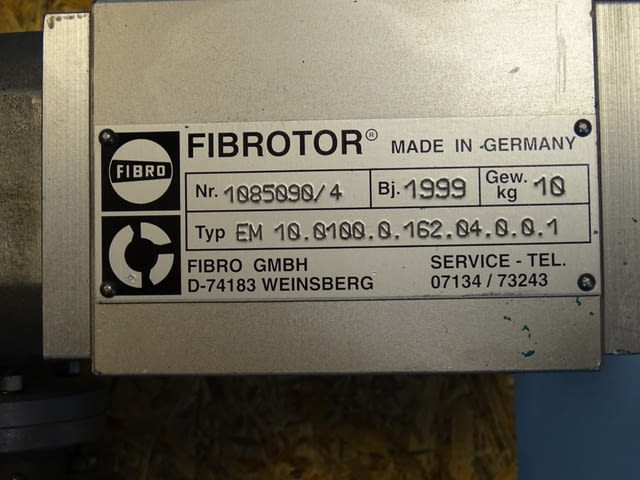 FIBROTOR® MADE IN GERMANY
FIBRO
Nr. 1085090/4 Bj. 1999 Gew. kg 10
Typ EM 10.0100.0.162.04.0.0.1
FIBRO GMBH SERVICE - TEL.
D-74183 WEINSBERG 07134 / 73243